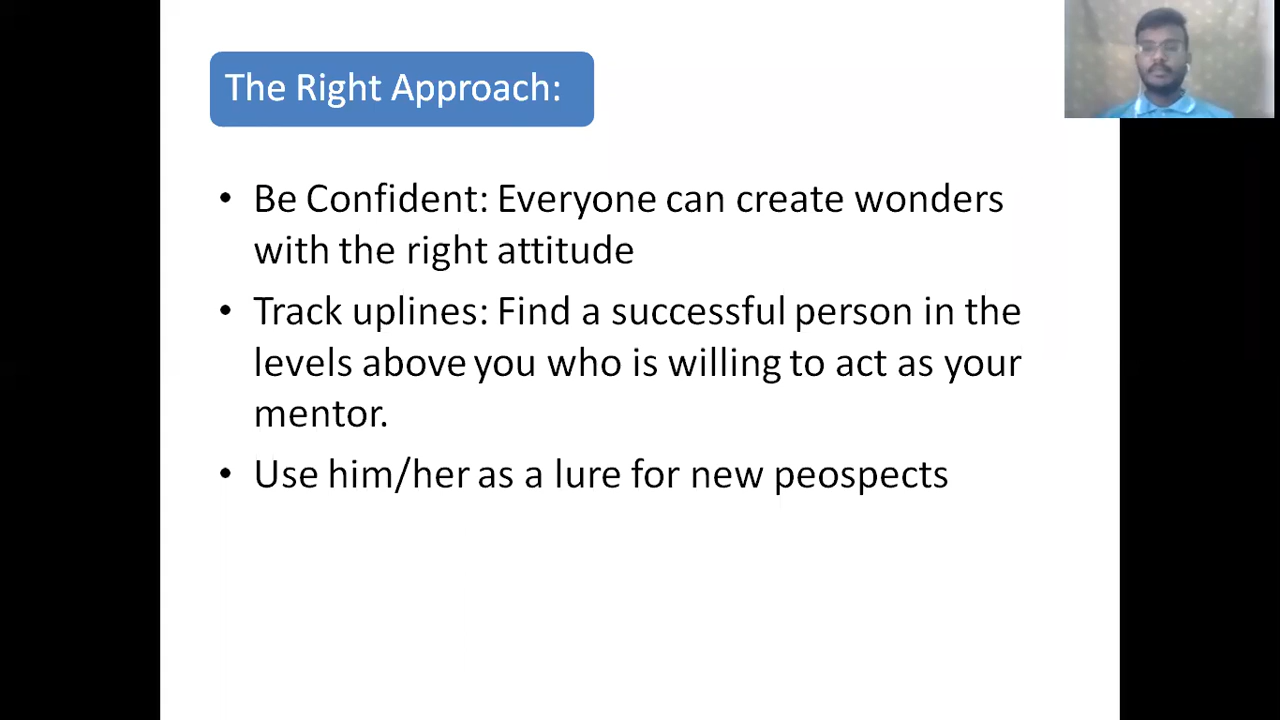 The Right Approach:
• Be Confident: Everyone can create wonders
with the right attitude
• Track uplines: Find a successful person in the
levels above you who is willing to act as your
mentor.
• Use him/her as a lure for new peospects